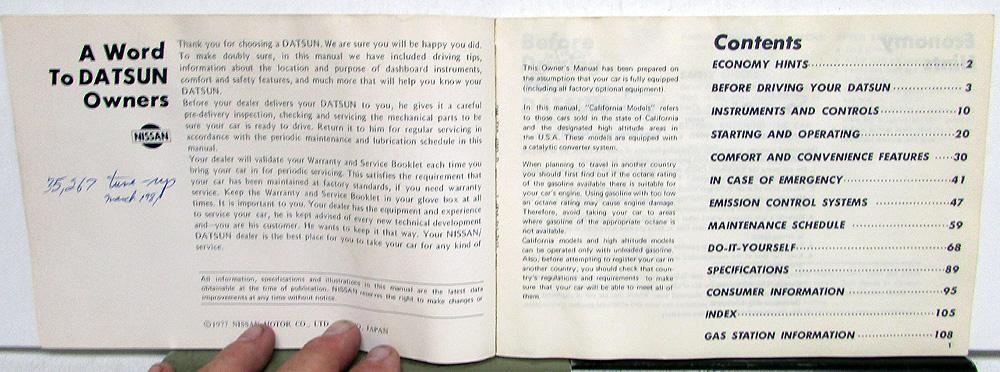 A Word
To DATSUN
Owners
NISSAN
35,267 tune-up
March 1981
Thank you for choosing a DATSUN. We are sure you will be happy you did.
To make doubly sure, in this manual we have included driving tips,
information about the location and purpose of dashboard instruments,
comfort and safety features, and much more that will help you know your
DATSUN.
Before your dealer delivers your DATSUN to you, he gives it a careful
pre-delivery inspection, checking and servicing the mechanical parts to be
sure your car is ready to drive. Return it to him for regular servicing in
accordance with the periodic maintenance and lubrication schedule in this
manual.
Your dealer will validate your Warranty and Service Booklet each time you
bring your car in for periodic servicing. This satisfies the requirement that
your car has been maintained at factory standards, if you need warranty
service. Keep the Warranty and Service Booklet in your glove box at all
times. It is important to you. Your dealer has the equipment and experience
to service your car, he is kept advised of every new technical development
and—you are his customer. He wants to keep it that way. Your NISSAN/
DATSUN dealer is the best place for you to take your car for any kind of
service.
All information, specifications and illustrations in this manual are the latest data
obtainable at the time of publication. NISSAN reserves the right to make changes or
improvements at any time without notice.
©1977 NISSAN MOTOR CO., LTD. JAPAN
This Owner's Manual has been prepared on
the assumption that your car is fully equipped
(including all factory optional equipment).
In this manual, "California Models" refers
to those cars sold in the state of California
and the designated high altitude areas in
the U.S.A. These models are equipped with
a catalytic converter system.
When planning to travel in another country
you should first find out if the octane rating
of the gasoline available there is suitable for
your car's engine. Using gasoline with too low
an octane rating may cause engine damage.
Therefore, avoid taking your car to areas
where gasoline of the appropriate octane is
not available.
California models and high altitude models
can be operated only with unleaded gasoline.
Also, before attempting to register your car in
another country, you should check that coun-
try's regulations and requirements to make
sure that your car will be able to meet all of
them.
Contents
ECONOMY HINTS 2
BEFORE DRIVING YOUR DATSUN 3
INSTRUMENTS AND CONTROLS 10
STARTING AND OPERATING 20
COMFORT AND CONVENIENCE FEATURES 30
IN CASE OF EMERGENCY 41
EMISSION CONTROL SYSTEMS 47
MAINTENANCE SCHEDULE 59
DO-IT-YOURSELF 68
SPECIFICATIONS 89
CONSUMER INFORMATION 95
INDEX 105
GAS STATION INFORMATION 108
1